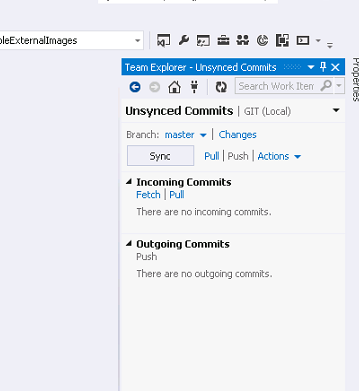 bleExternalImages
Team Explorer - Unsynced Commits
Search Work Item
Unsynced Commits | GIT (Local)
Branch: master | Changes
Sync Pull | Push | Actions
Incoming Commits
Fetch | Pull
There are no incoming commits.
Outgoing Commits
Push
There are no outgoing commits.
Properties